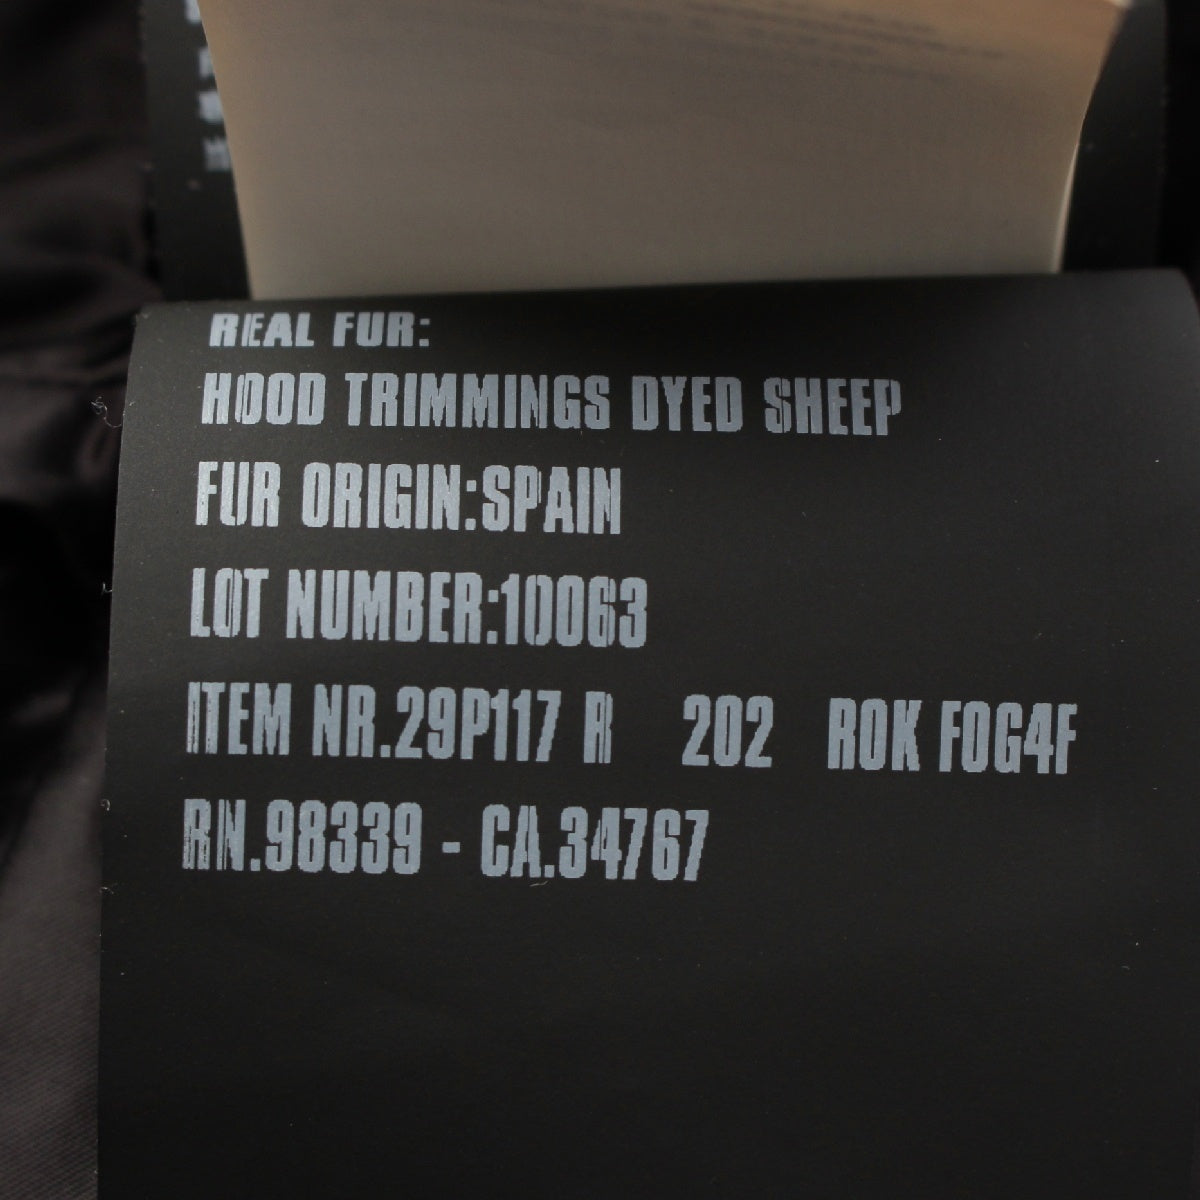 REAL FUR:
HOOD TRIMMINGS DYED SHEEP
FUR ORIGIN:SPAIN
LOT NUMBER:10063
ITEM NR.29P117 R 202 ROK F0G4F
RN.98339 - CA.34767